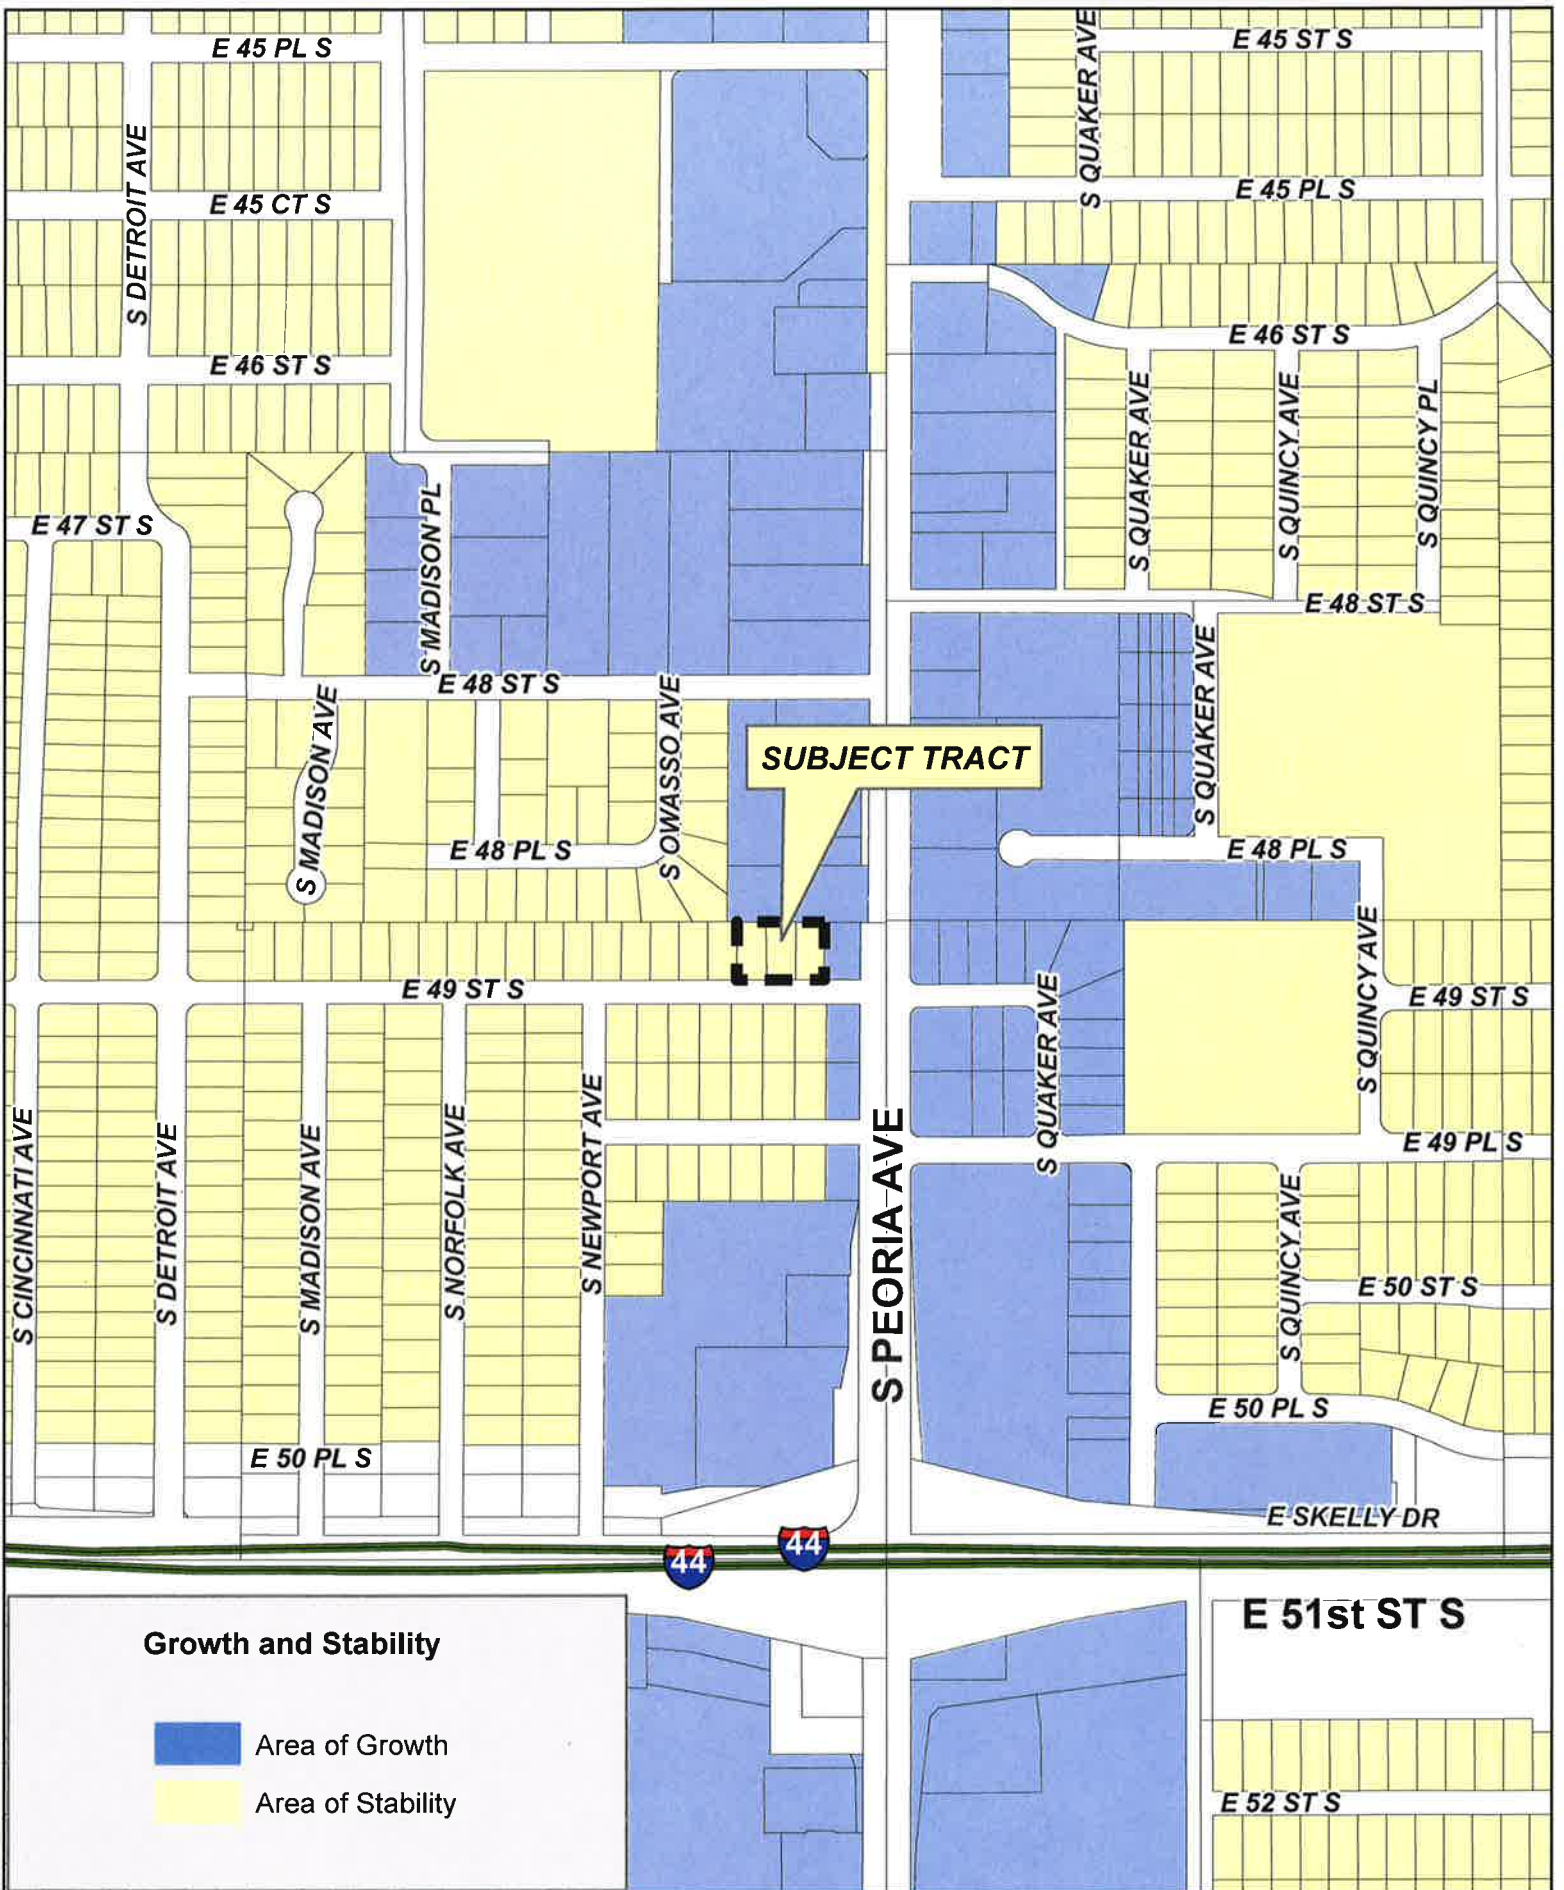 E 45 PL S
E 45 ST S
S QUAKER AVE
S DETROIT AVE
E 45 CT S
E 45 PL S
E 46 ST S
E 46 ST S
S QUAKER AVE
S QUINCY AVE
S QUINCY PL
E 47 ST S
S MADISON PL
E 48 ST S
E 48 ST S
S MADISON AVE
S OWASSO AVE
S QUAKER AVE
SUBJECT TRACT
E 48 PL S
E 48 PL S
E 49 ST S
S QUAKER AVE
S QUINCY AVE
E 49 ST S
S CINCINNATI AVE
S DETROIT AVE
S MADISON AVE
S NORFOLK AVE
S NEWPORT AVE
S PEORIA AVE
E 49 PL S
S QUINCY AVE
E 50 ST S
E 50 PL S
E 50 PL S
E SKELLY DR
44
44
E 51st ST S
Growth and Stability
Area of Growth
Area of Stability
E 52 ST S